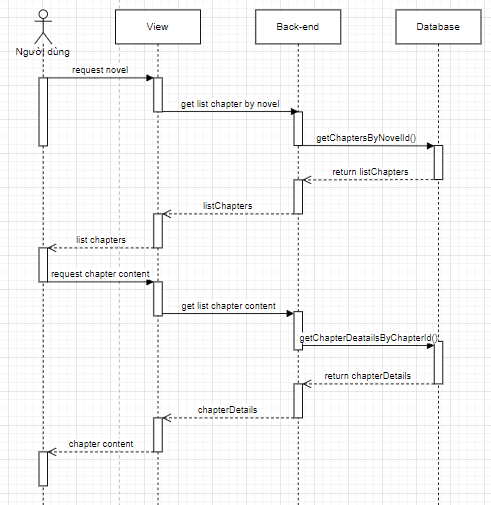 View
Back-end
Database
Người dùng
request novel
get list chapter by novel
getChaptersByNovelId()
return listChapters
listChapters
list chapters
request chapter content
get list chapter content
getChapterDeatailsByChapterId()
return chapterDetails
chapterDetails
chapter content